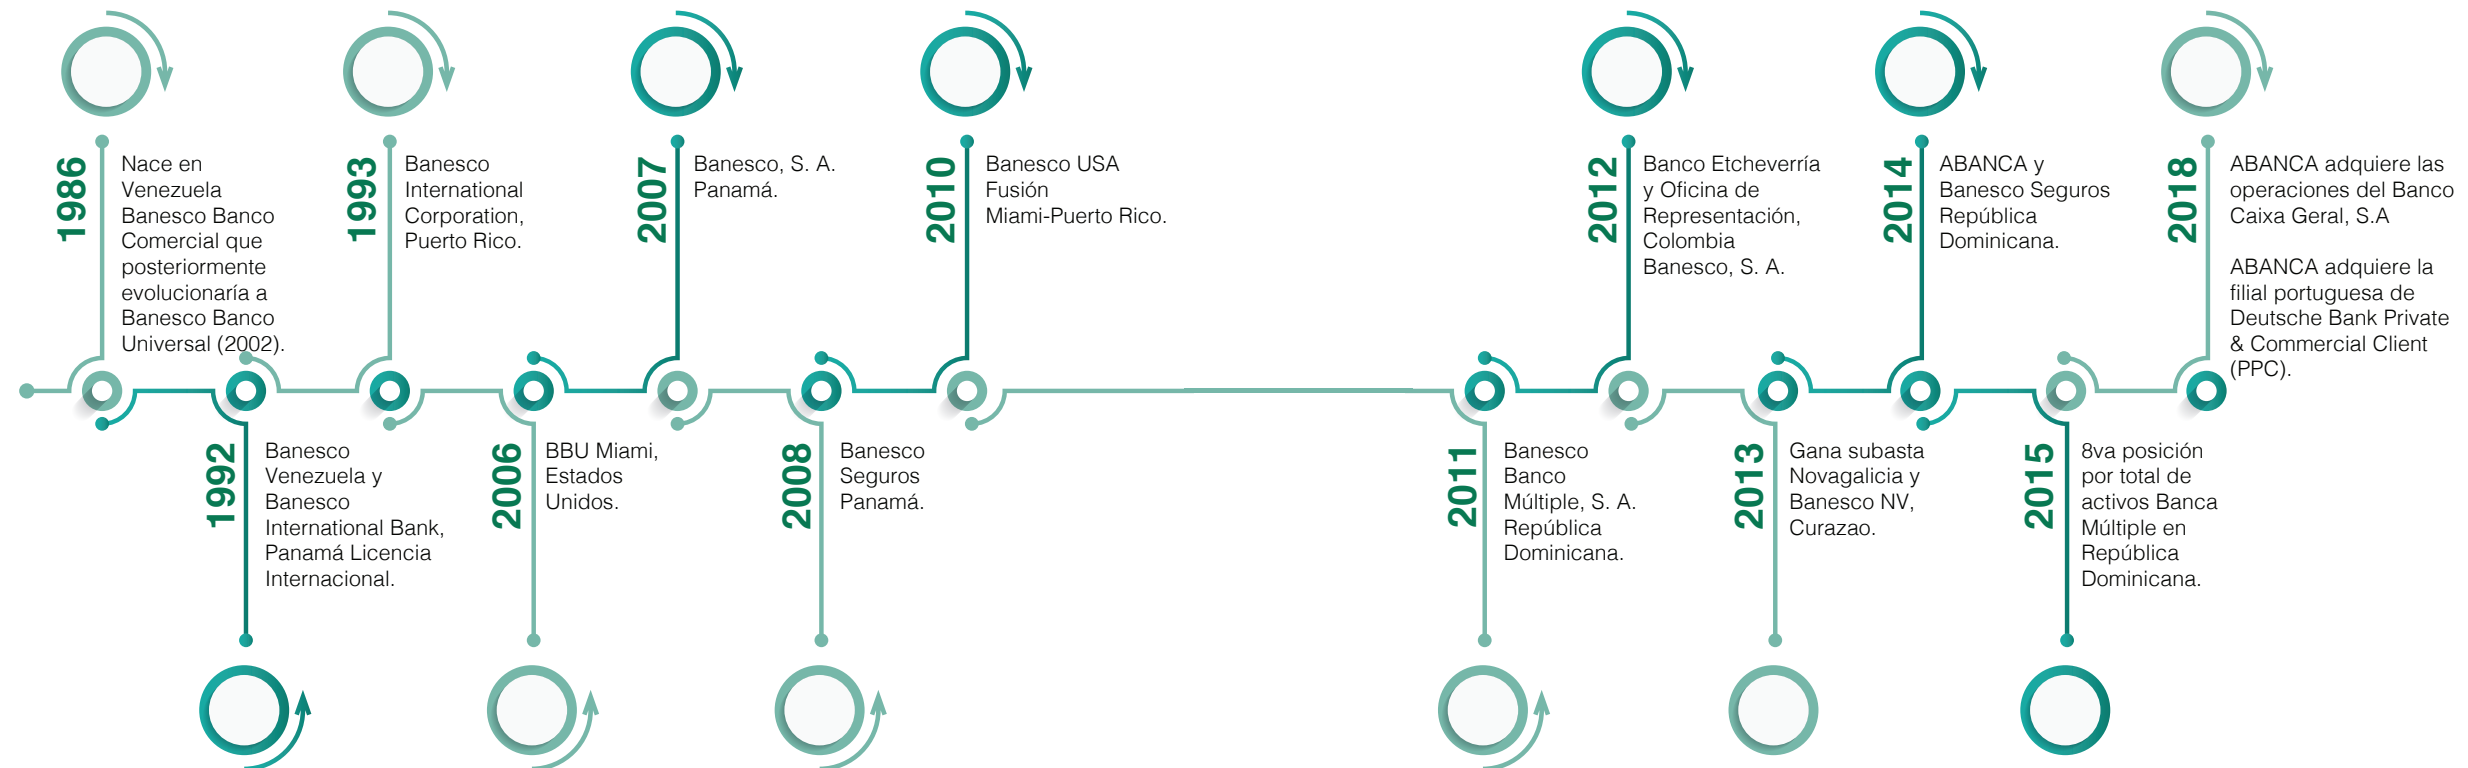 1986
Nace en
Venezuela
Banesco Banco
Comercial que
posteriormente
evolucionaría a
Banesco Banco
Universal (2002).
1992
Banesco
Venezuela y
Banesco
International Bank,
Panamá Licencia
Internacional.
1993
Banesco
International
Corporation,
Puerto Rico.
2006
BBU Miami,
Estados
Unidos.
2007
Banesco, S. A.
Panamá.
2008
Banesco
Seguros
Panamá.
2010
Banesco USA
Fusión
Miami-Puerto Rico.
2011
Banesco
Banco
Múltiple, S. A.
República
Dominicana.
2012
Banco Etcheverría
y Oficina de
Representación,
Colombia
Banesco, S. A.
2013
Gana subasta
Novagalicia y
Banesco NV,
Curazao.
2014
ABANCA y
Banesco Seguros
República
Dominicana.
2015
8va posición
por total de
activos Banca
Múltiple en
República
Dominicana.
2018
ABANCA adquiere las
operaciones del Banco
Caixa Geral, S.A
ABANCA adquiere la
filial portuguesa de
Deutsche Bank Private
& Commercial Client
(PPC).